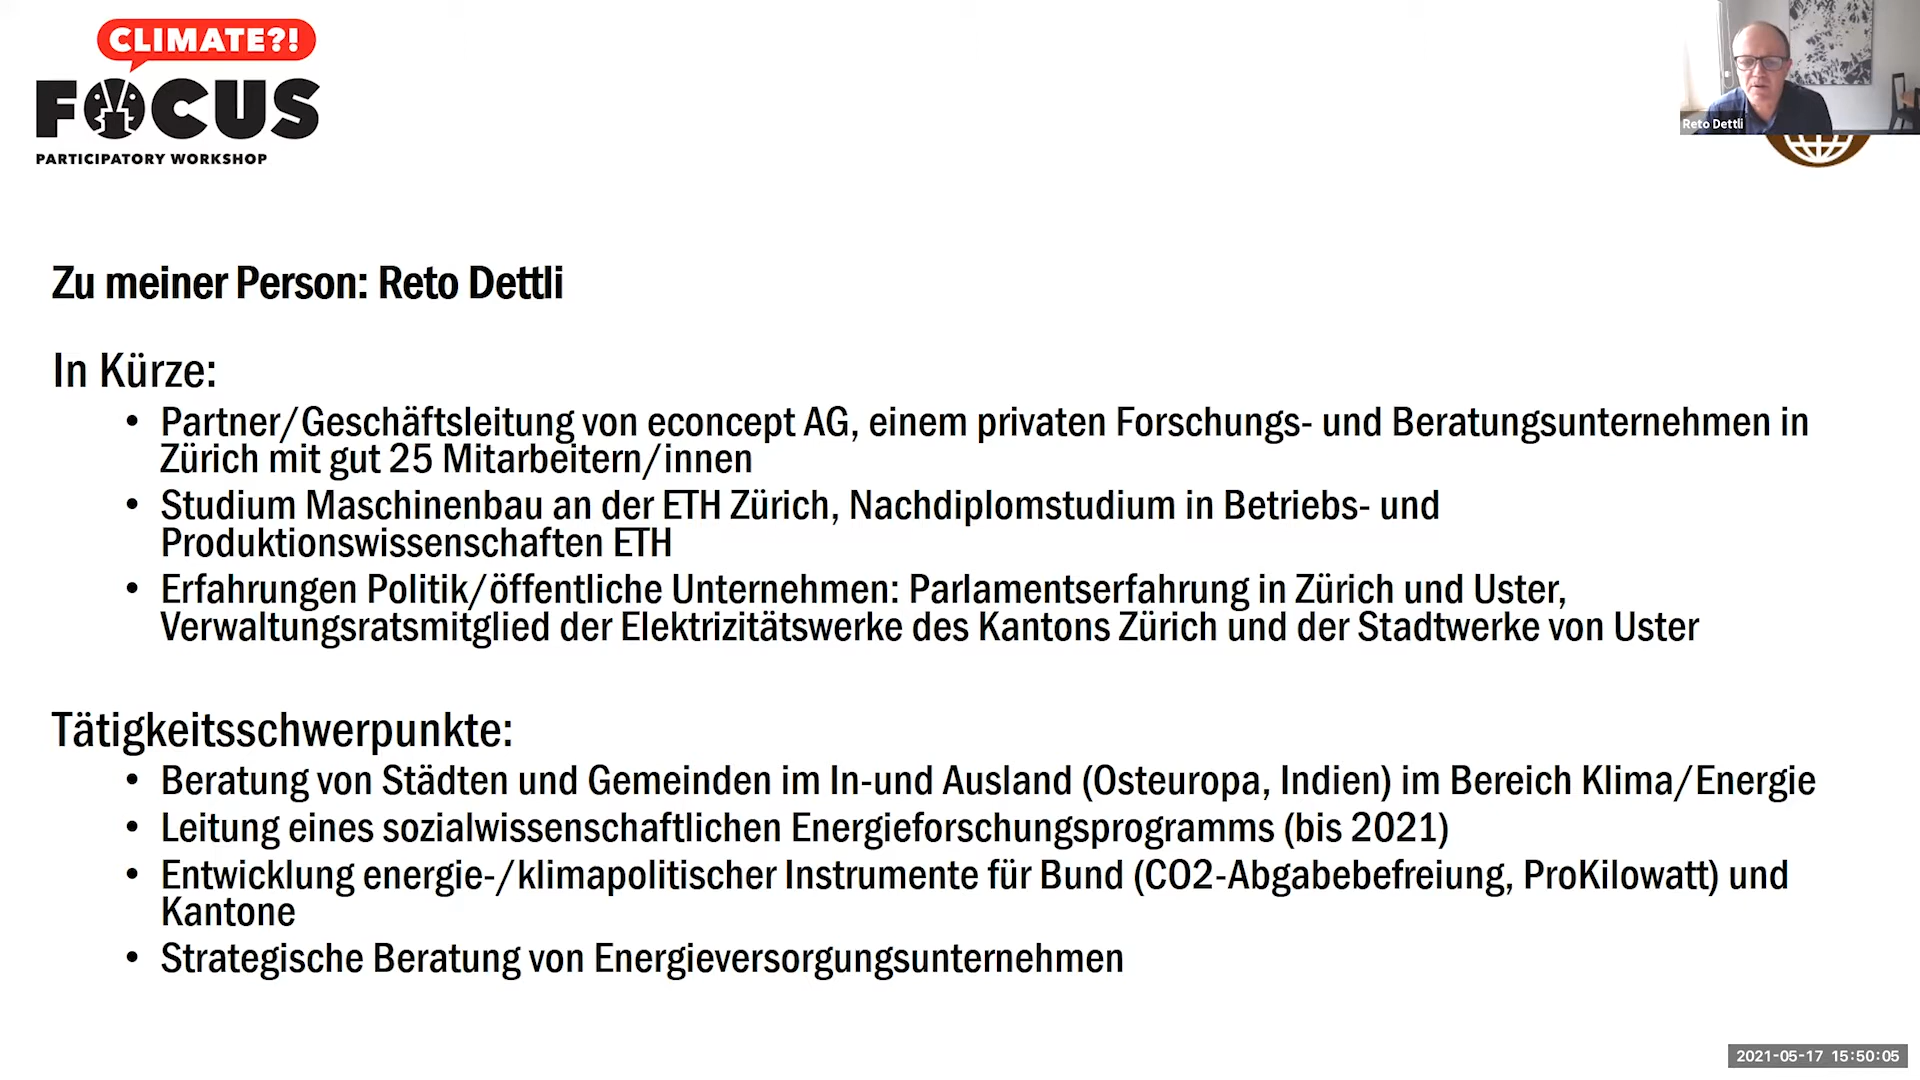 CLIMATE?!
FOCUS
PARTICIPATORY WORKSHOP
Reto Dettli
Zu meiner Person: Reto Dettli
In Kürze:
• Partner/Geschäftsleitung von econcept AG, einem privaten Forschungs- und Beratungsunternehmen in
Zürich mit gut 25 Mitarbeitern/innen
• Studium Maschinenbau an der ETH Zürich, Nachdiplomstudium in Betriebs- und
Produktionswissenschaften ETH
• Erfahrungen Politik/öffentliche Unternehmen: Parlamentserfahrung in Zürich und Uster,
Verwaltungsratsmitglied der Elektrizitätswerke des Kantons Zürich und der Stadtwerke von Uster
Tätigkeitsschwerpunkte:
• Beratung von Städten und Gemeinden im In-und Ausland (Osteuropa, Indien) im Bereich Klima/Energie
• Leitung eines sozialwissenschaftlichen Energieforschungsprogramms (bis 2021)
• Entwicklung energie-/klimapolitischer Instrumente für Bund (CO2-Abgabebefreiung, ProKilowatt) und
Kantone
• Strategische Beratung von Energieversorgungsunternehmen
2021-05-17 15:50:05